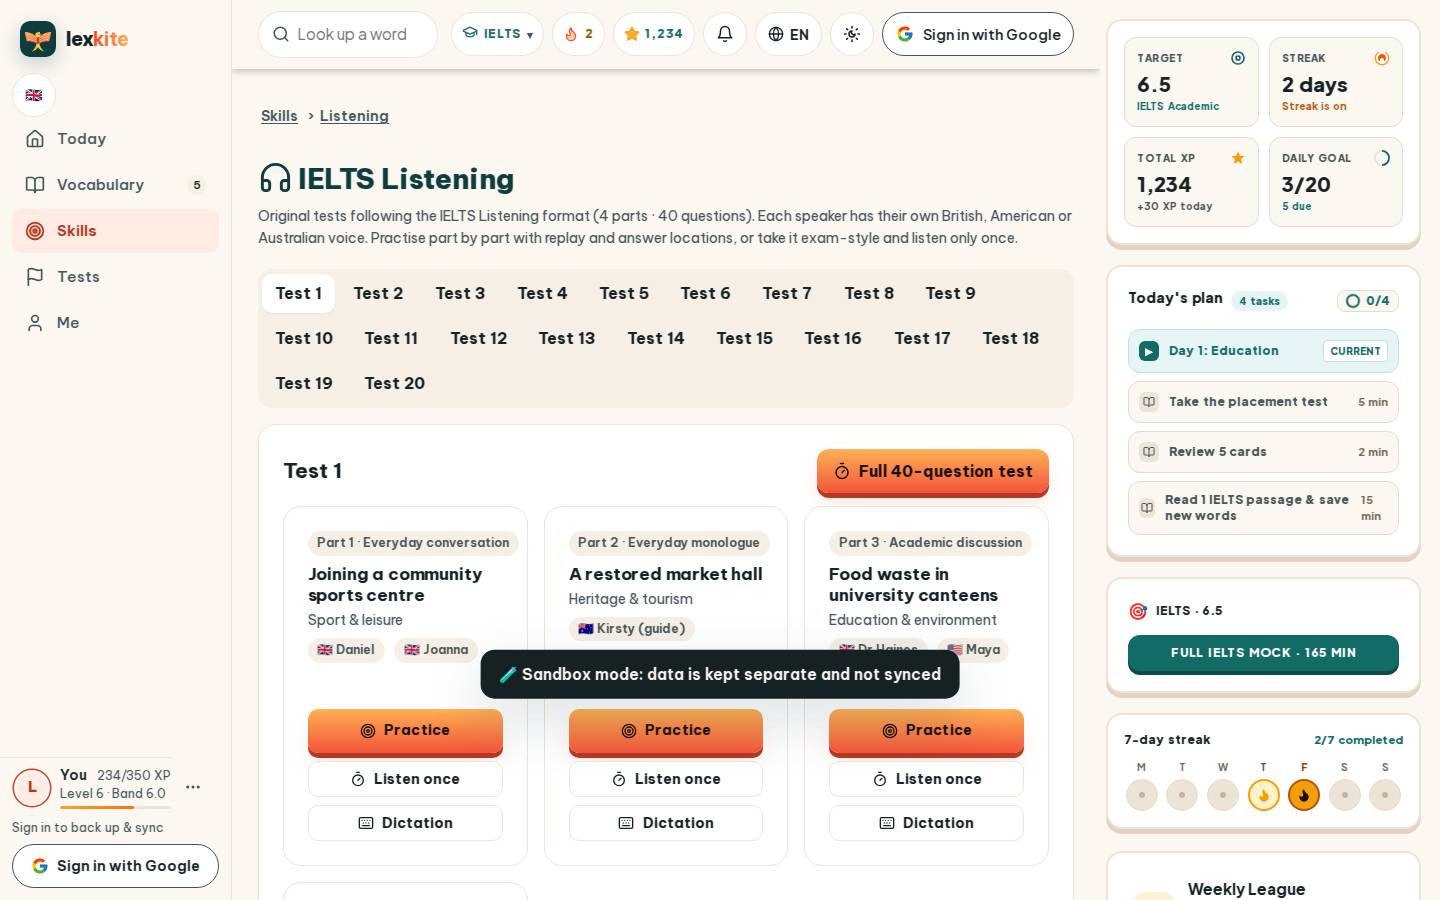 lexkite
Today
Vocabulary 5
Skills
Tests
Me
L You 234/350 XP
Level 6 · Band 6.0
Sign in to back up & sync
Sign in with Google
Look up a word
IELTS ▾
2
1,234
EN
Sign in with Google
Skills › Listening
IELTS Listening
Original tests following the IELTS Listening format (4 parts · 40 questions). Each speaker has their own British, American or
Australian voice. Practise part by part with replay and answer locations, or take it exam-style and listen only once.
Test 1 Test 2 Test 3 Test 4 Test 5 Test 6 Test 7 Test 8 Test 9
Test 10 Test 11 Test 12 Test 13 Test 14 Test 15 Test 16 Test 17 Test 18
Test 19 Test 20
Test 1
Full 40-question test
Part 1 · Everyday conversation
Joining a community
sports centre
Sport & leisure
Daniel Joanna
Practice
Listen once
Dictation
Part 2 · Everyday monologue
A restored market hall
Heritage & tourism
Kirsty (guide)
Practice
Listen once
Dictation
Part 3 · Academic discussion
Food waste in
university canteens
Education & environment
Dr Haines Maya
Practice
Listen once
Dictation
Sandbox mode: data is kept separate and not synced
TARGET
6.5
IELTS Academic
STREAK
2 days
Streak is on
TOTAL XP
1,234
+30 XP today
DAILY GOAL
3/20
5 due
Today's plan 4 tasks 0/4
Day 1: Education CURRENT
Take the placement test 5 min
Review 5 cards 2 min
Read 1 IELTS passage & save 15
new words min
IELTS · 6.5
FULL IELTS MOCK · 165 MIN
7-day streak 2/7 completed
M T W T F S S
Weekly League